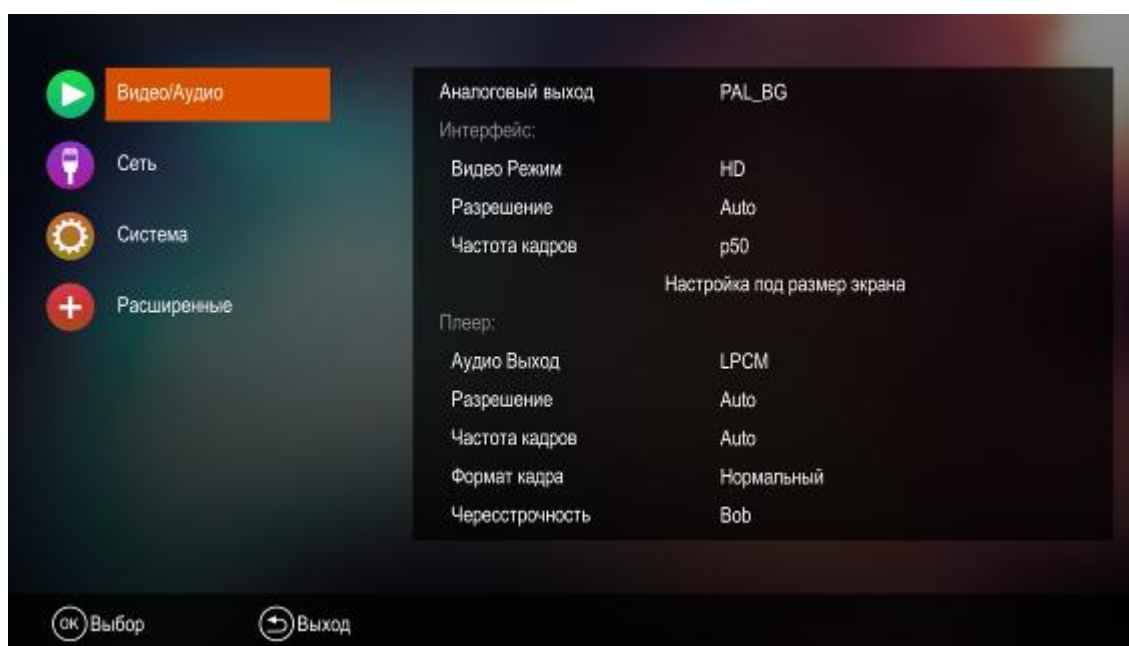 Видео/Аудио
Сеть
Система
Расширенные
Аналоговый выход PAL_BG
Интерфейс:
Видео Режим HD
Разрешение Auto
Частота кадров p50
Настройка под размер экрана
Плеер:
Аудио Выход LPCM
Разрешение Auto
Частота кадров Auto
Формат кадра Нормальный
Чересстрочность Bob
OK Выбор Выход